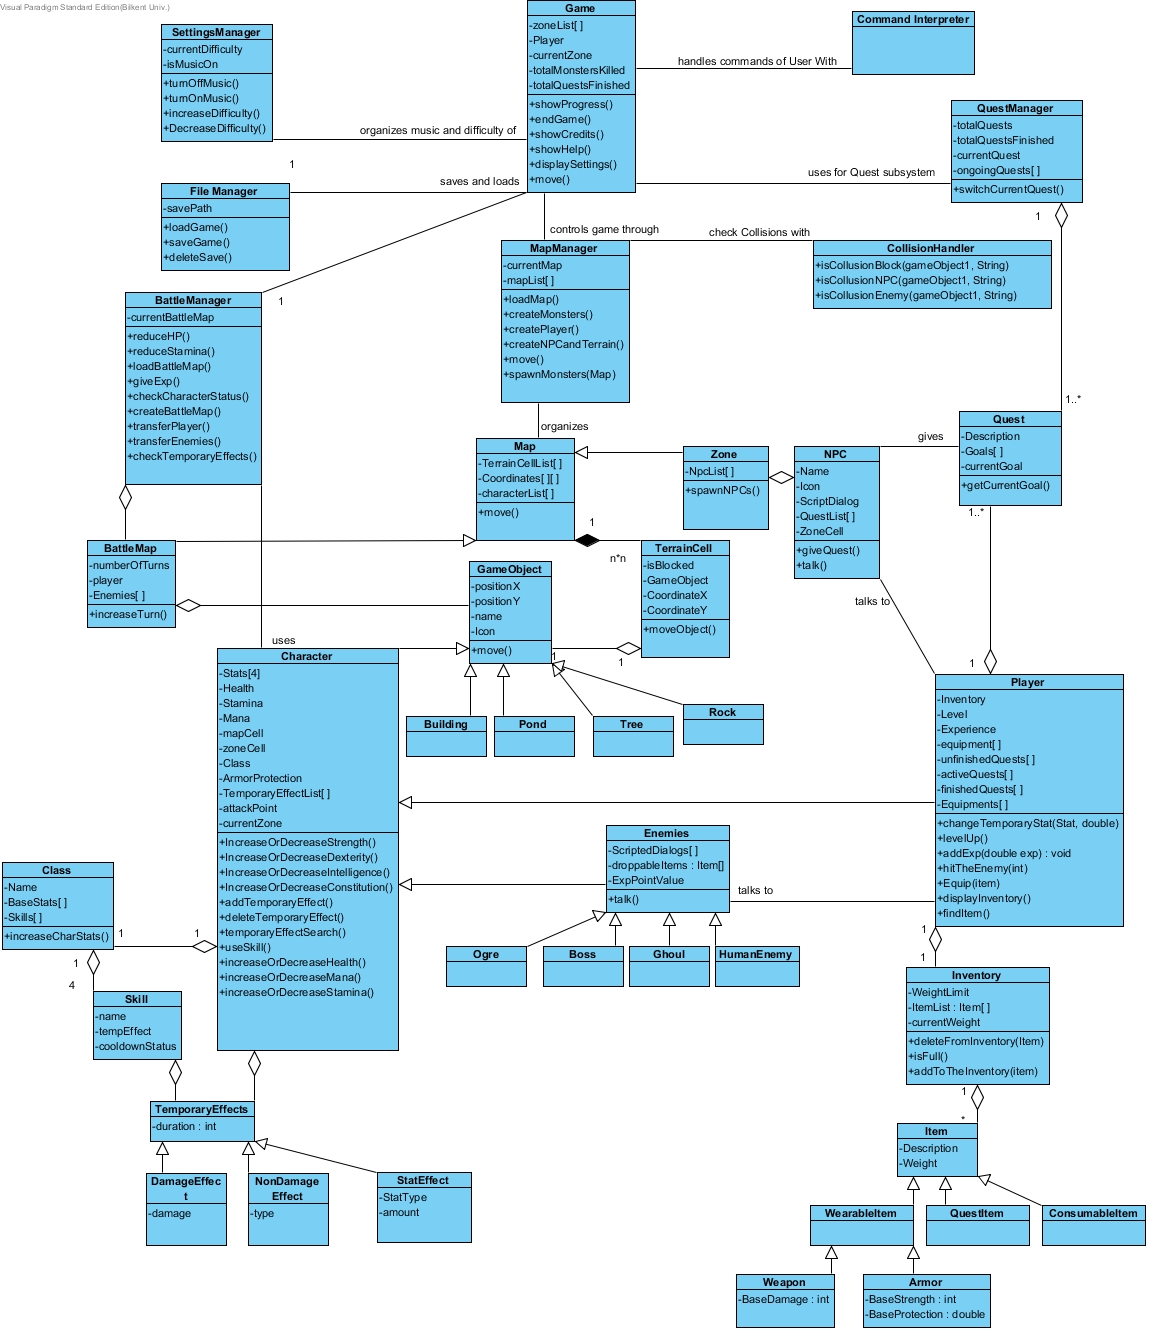 Visual Paradigm Standard Edition(Bilkent Univ.)
Game
-zoneList[ ]
-Player
-currentZone
-totalMonstersKilled
-totalQuestsFinished
+showProgress()
+endGame()
+showCredits()
+showHelp()
+displaySettings()
+move()
Command Interpreter
handles commands of User With
SettingsManager
-currentDifficulty
-isMusicOn
+turnOffMusic()
+turnOnMusic()
+increaseDifficulty()
+DecreaseDifficulty()
organizes music and difficulty of
1
QuestManager
-totalQuests
-totalQuestsFinished
-currentQuest
-ongoingQuests[ ]
+switchCurrentQuest()
uses for Quest subsystem
1
saves and loads
File Manager
-savePath
+loadGame()
+saveGame()
+deleteSave()
controls game through
check Collisions with
MapManager
-currentMap
-mapList[ ]
+loadMap()
+createMonsters()
+createPlayer()
+createNPCandTerrain()
+move()
+spawnMonsters(Map)
CollisionHandler
+isCollusionBlock(gameObject1, String)
+isCollusionNPC(gameObject1, String)
+isCollusionEnemy(gameObject1, String)
BattleManager
-currentBattleMap
+reduceHP()
+reduceStamina()
+loadBattleMap()
+giveExp()
+checkCharacterStatus()
+createBattleMap()
+transferPlayer()
+transferEnemies()
+checkTemporaryEffects()
1
1..*
organizes
gives
Quest
-Description
-Goals[ ]
-currentGoal
+getCurrentGoal()
1..*
Map
-TerrainCellList[ ]
-Coordinates[ ][ ]
-characterList[ ]
+move()
Zone
-NpcList[ ]
+spawnNPCs()
NPC
-Name
-Icon
-ScriptDialog
-QuestList[ ]
-ZoneCell
+giveQuest()
+talk()
1
n*n
BattleMap
-numberOfTurns
-player
-Enemies[ ]
+increaseTurn()
GameObject
-positionX
-positionY
-name
-Icon
+move()
1
TerrainCell
-isBlocked
-GameObject
-CoordinateX
-CoordinateY
+moveObject()
1
talks to
1
uses
Character
-Stats[4]
-Health
-Stamina
-Mana
-mapCell
-zoneCell
-Class
-ArmorProtection
-TemporaryEffectList[ ]
-attackPoint
-currentZone
+IncreaseOrDecreaseStrength()
+IncreaseOrDecreaseDexterity()
+IncreaseOrDecreaseIntelligence()
+IncreaseOrDecreaseConstitution()
+addTemporaryEffect()
+deleteTemporaryEffect()
+temporaryEffectSearch()
+useSkill()
+increaseOrDecreaseHealth()
+increaseOrDecreaseMana()
+increaseOrDecreaseStamina()
Building
Pond
Tree
Rock
Player
-Inventory
-Level
-Experience
-equipment[ ]
-unfinishedQuests[ ]
-activeQuests[ ]
-finishedQuests[ ]
-Equipments[ ]
+changeTemporaryStat(Stat, double)
+levelUp()
+addExp(double exp) : void
+hitTheEnemy(int)
+Equip(item)
+displayInventory()
+findItem()
Enemies
-ScriptedDialogs[ ]
-droppableItems : Item[]
-ExpPointValue
+talk()
talks to
Ogre
Boss
Ghoul
HumanEnemy
Class
-Name
-BaseStats[ ]
-Skills[ ]
+increaseCharStats()
1
1
1
4
1
1
Skill
-name
-tempEffect
-cooldownStatus
Inventory
-WeightLimit
-ItemList : Item[ ]
-currentWeight
+deleteFromInventory(Item)
+isFull()
+addToTheInventory(item)
1
*
TemporaryEffects
-duration : int
Item
-Description
-Weight
DamageEffec
t
-damage
NonDamage
Effect
-type
StatEffect
-StatType
-amount
WearableItem
QuestItem
ConsumableItem
Weapon
-BaseDamage : int
Armor
-BaseStrength : int
-BaseProtection : double